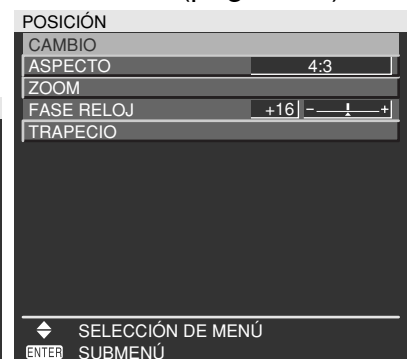 POSICIÓN
CAMBIO
ASPECTO 4:3
ZOOM
FASE RELOJ +16 - +
TRAPECIO
SELECCIÓN DE MENÚ
ENTER SUBMENÚ